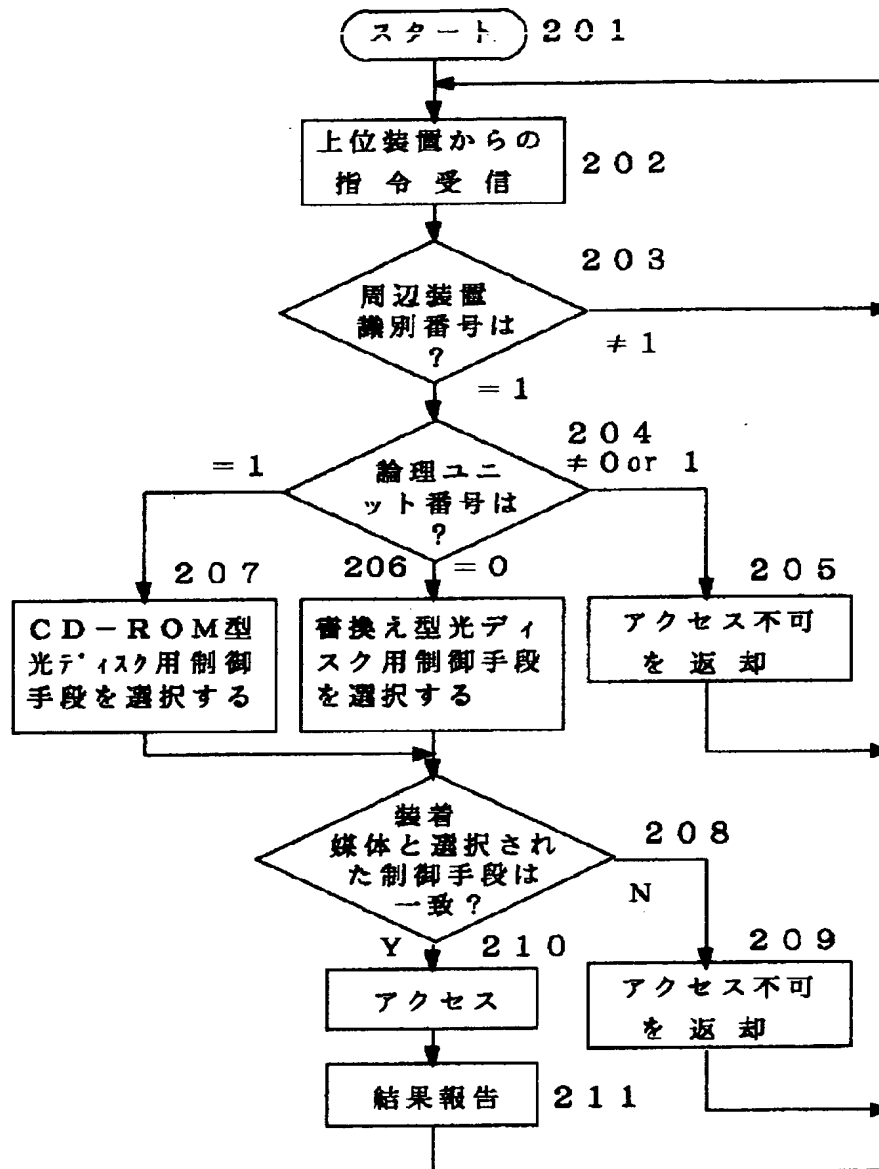 スタート 201
上位装置からの
指令受信
202
203
周辺装置
識別番号は
?
≠1
=1
204
≠0or 1
=1
論理ユニ
ット番号は
?
207
206
=0
205
CD-ROM型
光ディスク用制御
手段を選択する
書換え型光ディ
スク用制御手段
を選択する
アクセス不可
を返却
装着
媒体と選択され
た制御手段は
一致?
208
N
Y
210
209
アクセス
アクセス不可
を返却
結果報告
211